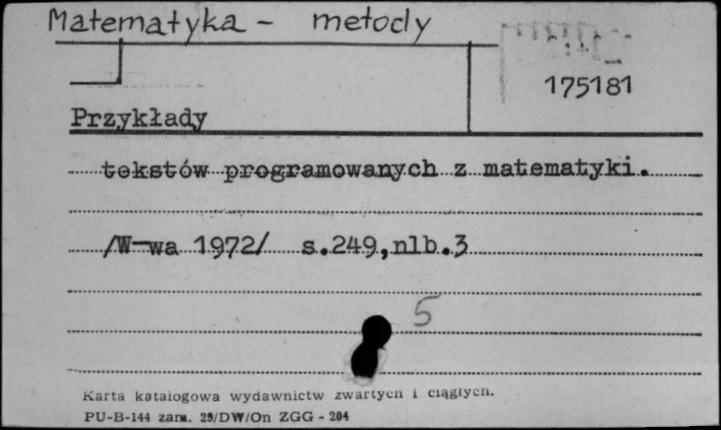 Matematyka - metody
175181
Przykłady
tekstów programowanych z matematyki.
/W-wa 1972/ s.249,nlb.3
5
Karta katalogowa wydawnictw zwartych i ciągłych.
PU-B-144 zam. 29/DW/On ZGG - 204